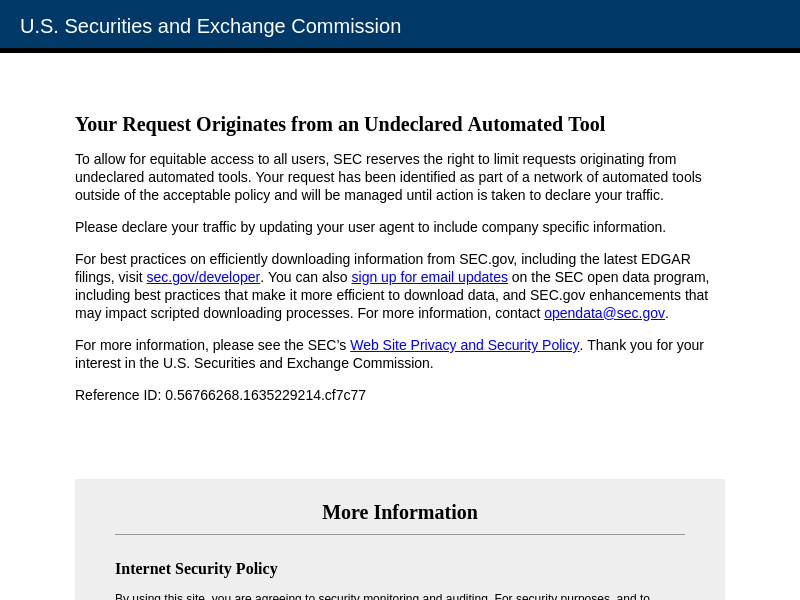 U.S. Securities and Exchange Commission
Your Request Originates from an Undeclared Automated Tool
To allow for equitable access to all users, SEC reserves the right to limit requests originating from
undeclared automated tools. Your request has been identified as part of a network of automated tools
outside of the acceptable policy and will be managed until action is taken to declare your traffic.
Please declare your traffic by updating your user agent to include company specific information.
For best practices on efficiently downloading information from SEC.gov, including the latest EDGAR
filings, visit sec.gov/developer. You can also sign up for email updates on the SEC open data program,
including best practices that make it more efficient to download data, and SEC.gov enhancements that
may impact scripted downloading processes. For more information, contact opendata@sec.gov.
For more information, please see the SEC’s Web Site Privacy and Security Policy. Thank you for your
interest in the U.S. Securities and Exchange Commission.
Reference ID: 0.56766268.1635229214.cf7c77
More Information
Internet Security Policy
By using this site, you are agreeing to security monitoring and auditing. For security purposes, and to